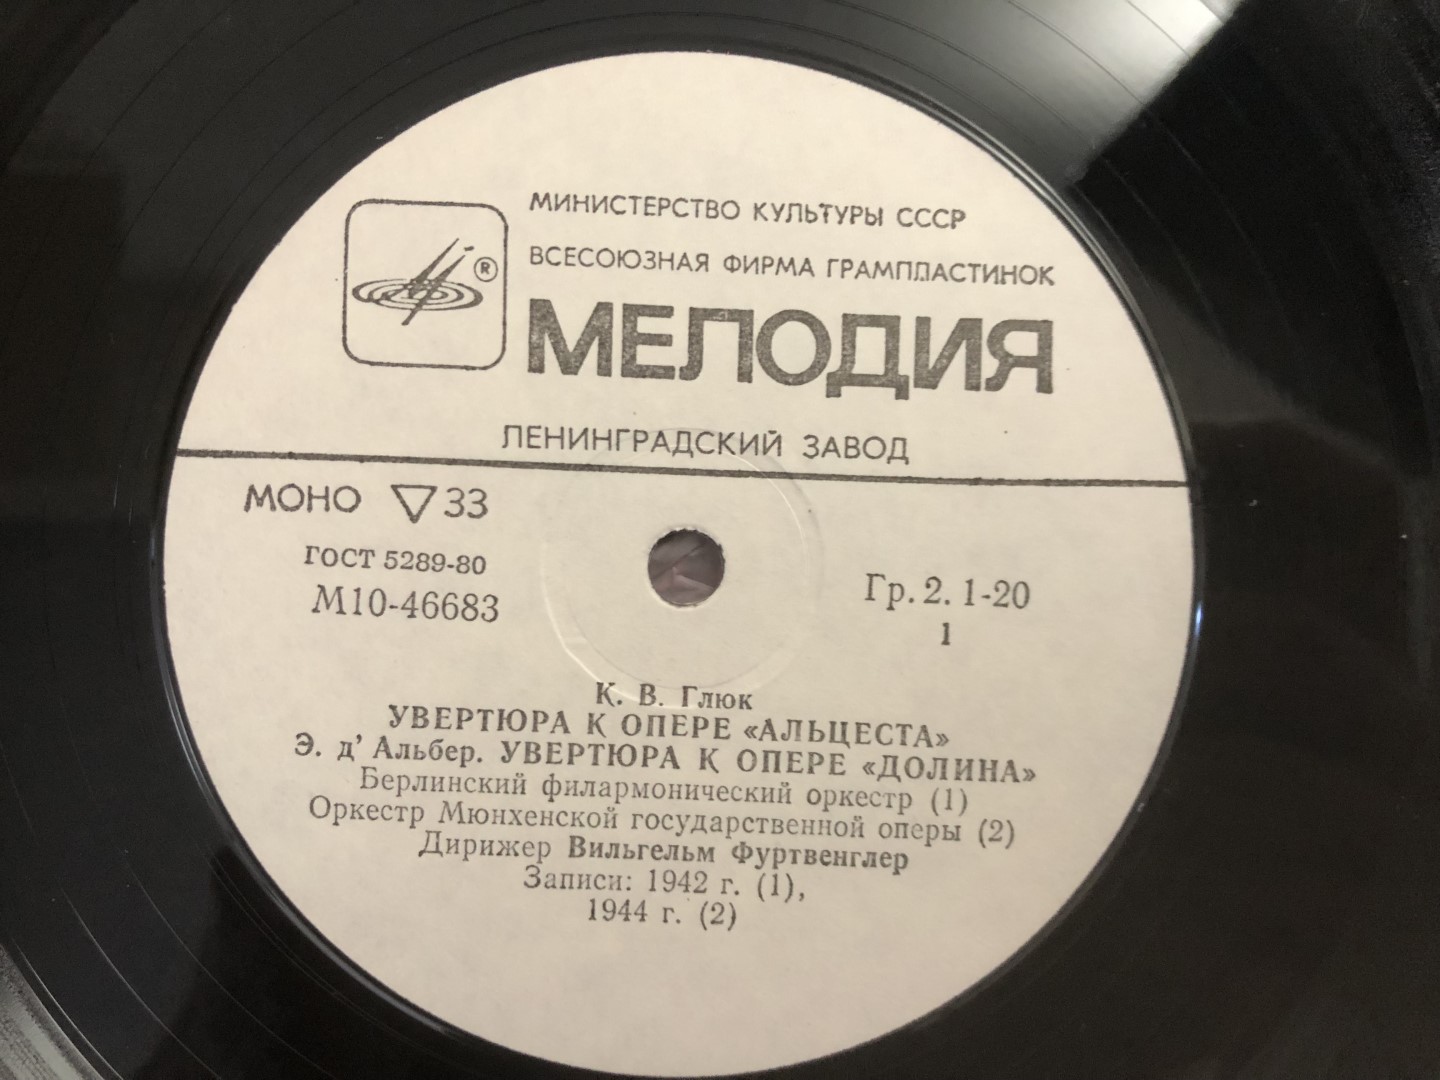 МИНИСТЕРСТВО КУЛЬТУРЫ СССР
ВСЕСОЮЗНАЯ ФИРМА ГРАМПЛАСТИНОК
®
МЕЛОДИЯ
ЛЕНИНГРАДСКИЙ ЗАВОД
МОНО ▽33
ГОСТ 5289-80
М10-46683
Гр. 2. 1-20
1
К. В. Глюк
УВЕРТЮРА К ОПЕРЕ «АЛЬЦЕСТА»
Э. д' Альбер. УВЕРТЮРА К ОПЕРЕ «ДОЛИНА»
Берлинский филармонический оркестр (1)
Оркестр Мюнхенской государственной оперы (2)
Дирижер Вильгельм Фуртвенглер
Записи: 1942 г. (1),
1944 г. (2)